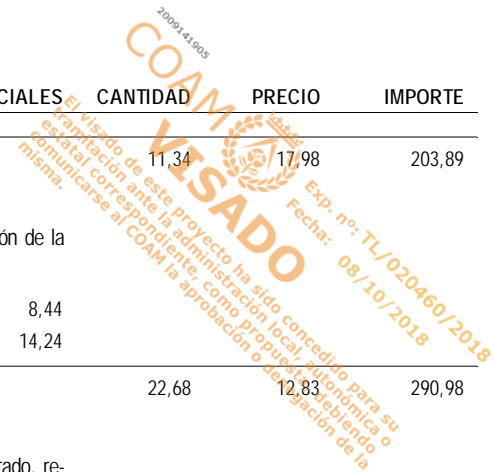 2009141905
CIALES CANTIDAD PRECIO IMPORTE
11,34 17,98 203,89
ón de la
8,44
14,24
22,68 12,83 290,98
rado, re-
COAM
VISADO
Exp. nº: TL/020460/2018
Fecha: 08/10/2018
El visado de este proyecto ha sido concedido para su
tramitación ante la administración local, autonómica o
estatal correspondiente, como propuesta debiendo
comunicarse al COAM la aprobación o denegación de la
misma.